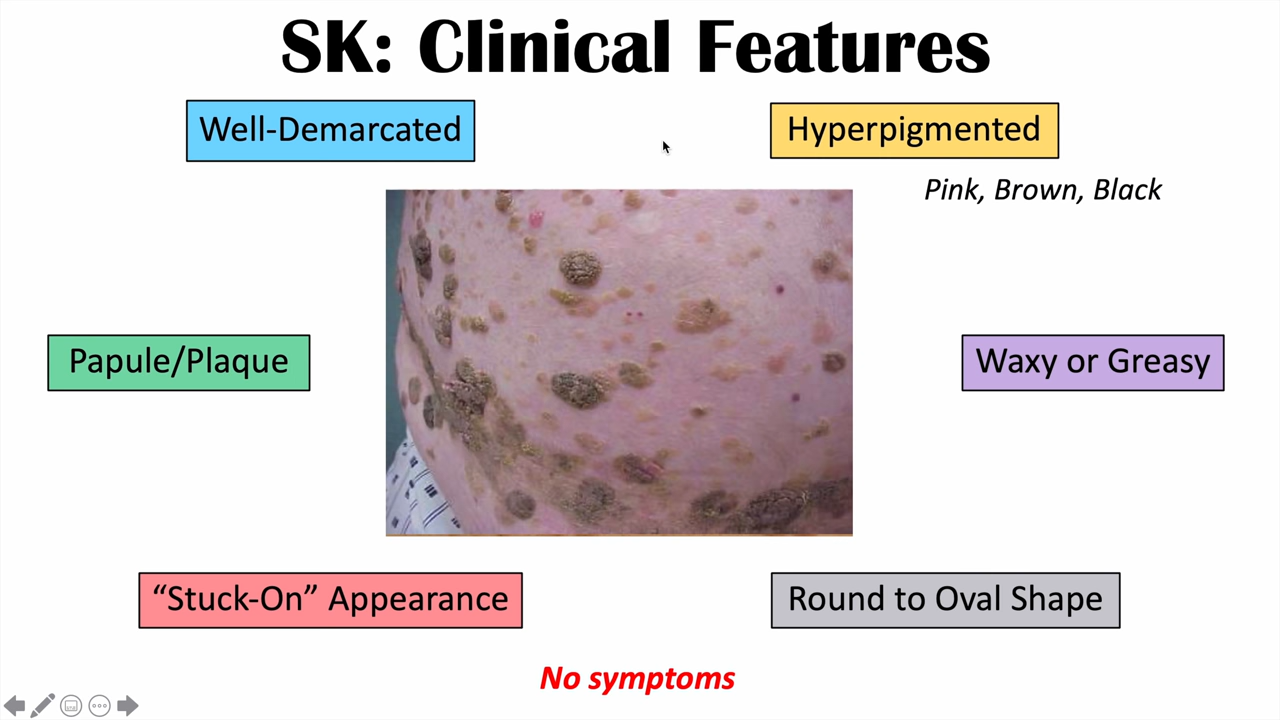 SK: Clinical Features
Well-Demarcated
Hyperpigmented
Pink, Brown, Black
Papule/Plaque
Waxy or Greasy
“Stuck-On” Appearance
Round to Oval Shape
No symptoms